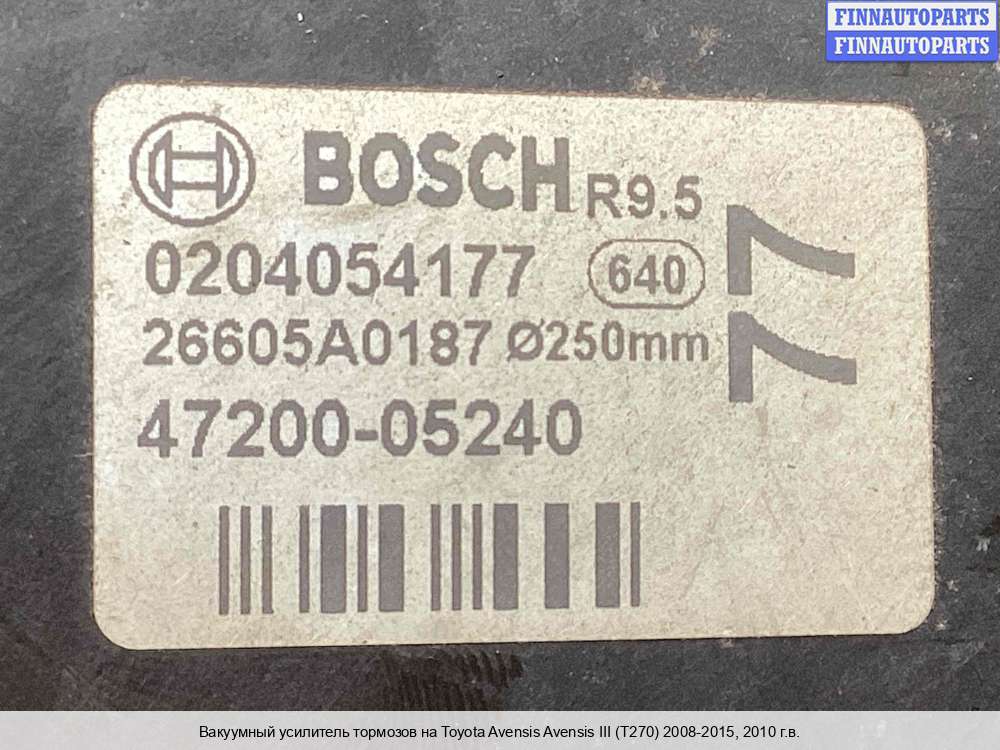 FINNAUTOPARTS
FINNAUTOPARTS
BOSCH R9.5
0204054177 640
26605A0187 Ø250mm
47200-05240
77
Вакуумный усилитель тормозов на Toyota Avensis Avensis III (T270) 2008-2015, 2010 г.в.